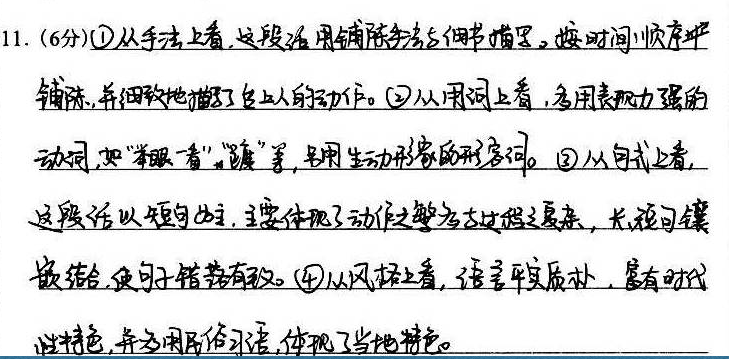 11. (6分)①从手法上看,这段话用铺陈手法与细节描写。按时间顺序来
铺陈,并细致地描写了台上人的动作。②从用词上看,多用表现力强的
动词,如“举眼一看”。“踱”等,多用生动形象的形容词。③从句式上看,
这段话以短句为主,主要体现了动作之繁多与过程之复杂,长短句镶
嵌结合,使句子错落有致。④从风格上看,语言平实质朴,富有时代
性特色,并多用民俗习语,体现了当地特色。